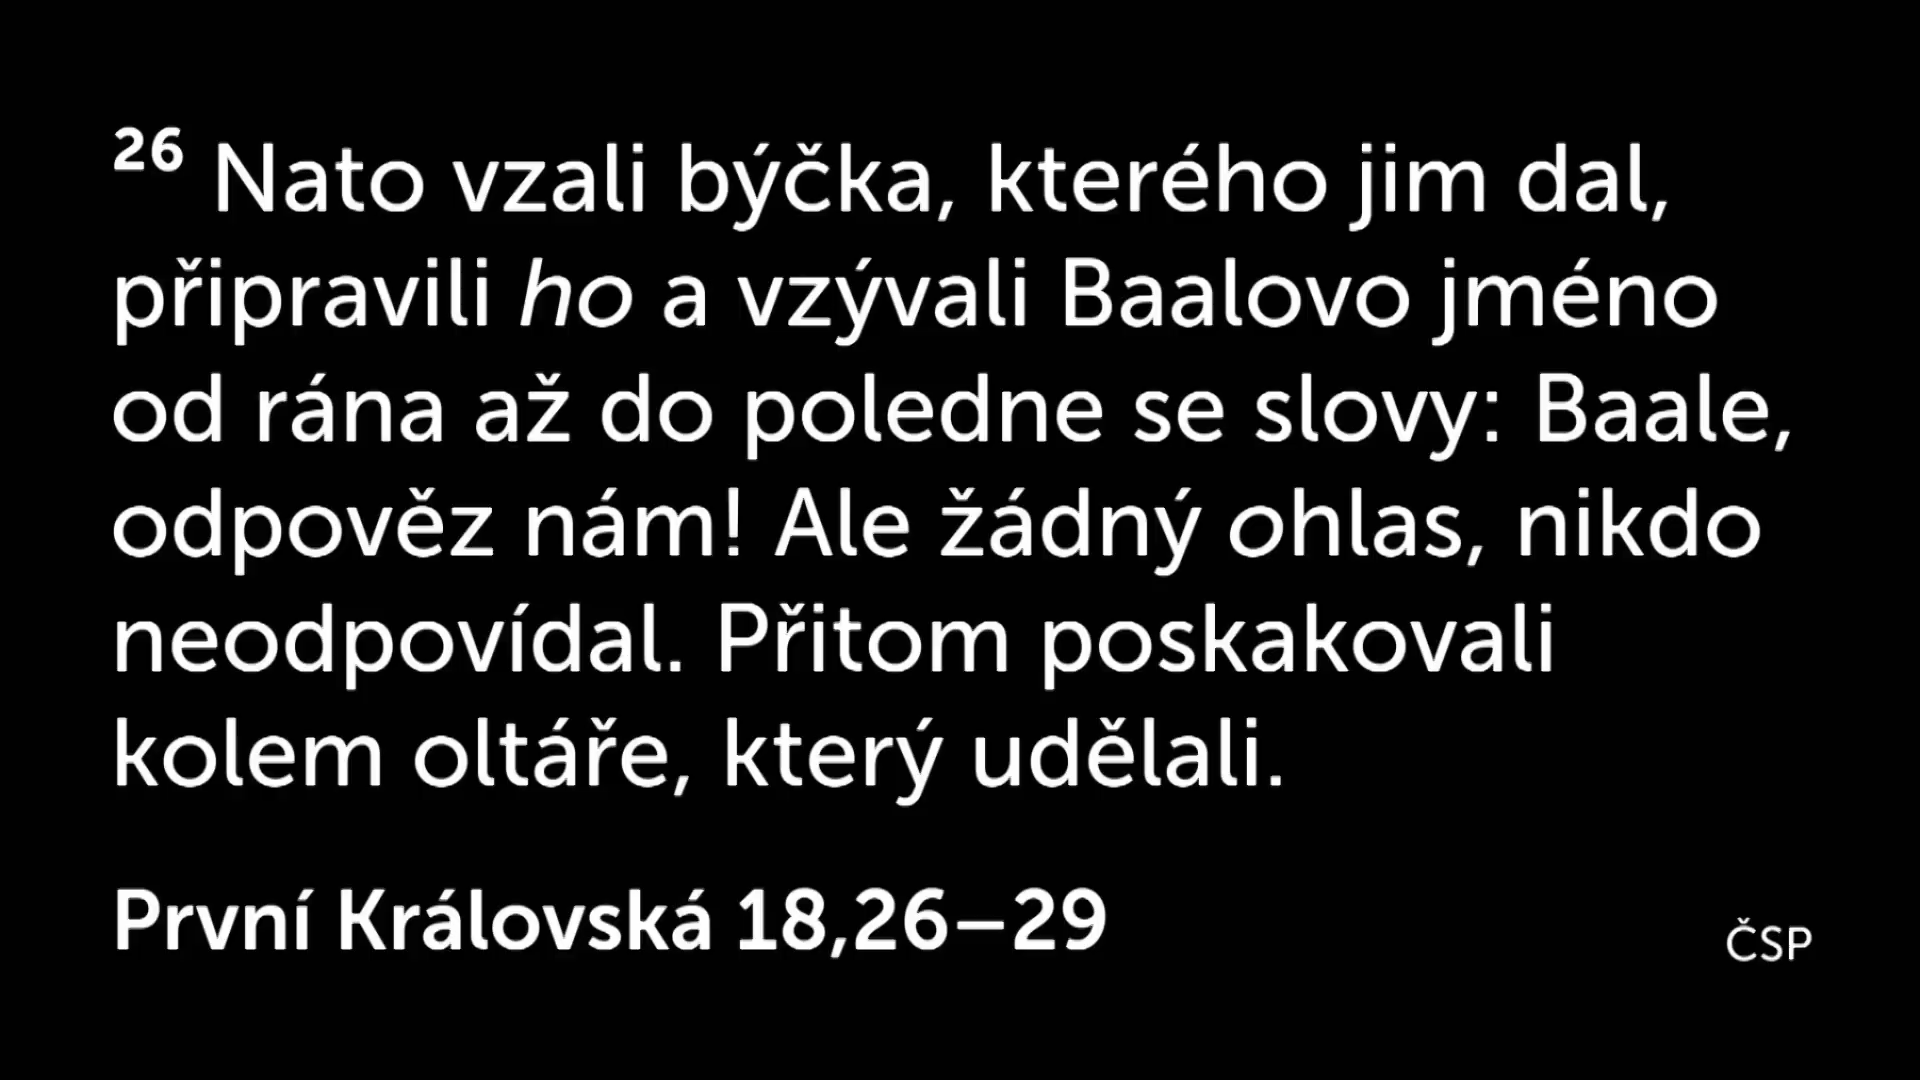 26 Nato vzali býčka, kterého jim dal,
připravili ho a vzývali Baalovo jméno
od rána až do poledne se slovy: Baale,
odpověz nám! Ale žádný ohlas, nikdo
neodpovídal. Přitom poskakovali
kolem oltáře, který udělali.
První Královská 18,26–29
ČSP